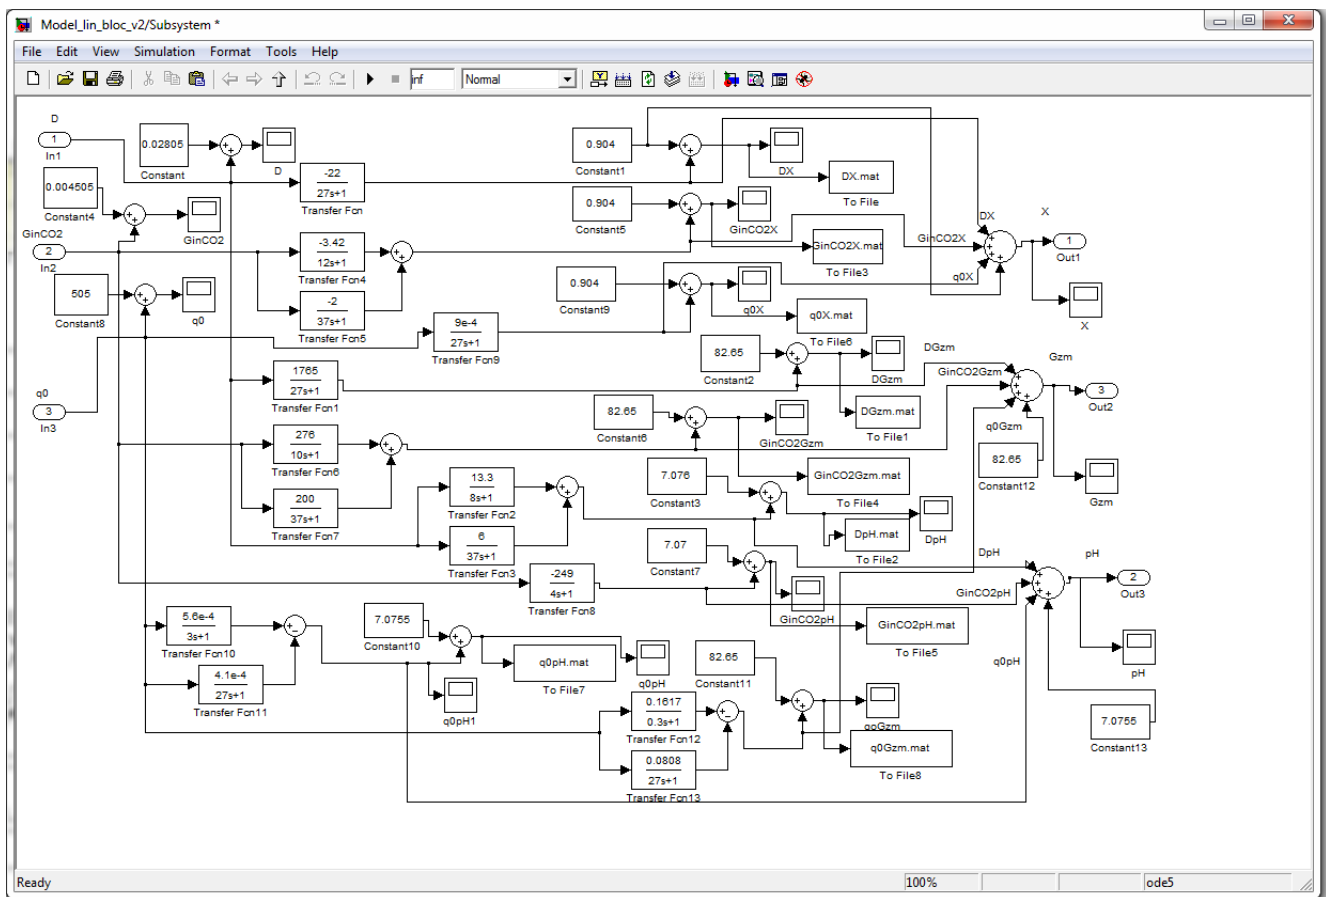 Model_lin_bloc_v2/Subsystem *
File Edit View Simulation Format Tools Help
inf Normal
D
1
In1
0.02805
Constant
D
0.004505
Constant4
GinCO2
GinCO2
2
In2
505
Constant8
q0
q0
3
In3
-22
27s+1
Transfer Fcn
-3.42
12s+1
Transfer Fcn4
-2
37s+1
Transfer Fcn5
9e-4
27s+1
Transfer Fcn9
1765
27s+1
Transfer Fcn1
276
10s+1
Transfer Fcn6
200
37s+1
Transfer Fcn7
13.3
8s+1
Transfer Fcn2
6
37s+1
Transfer Fcn3
-249
4s+1
Transfer Fcn8
5.6e-4
3s+1
Transfer Fcn10
4.1e-4
27s+1
Transfer Fcn11
0.1617
0.3s+1
Transfer Fcn12
0.0808
27s+1
Transfer Fcn13
0.904
Constant1
DX
DX.mat
To File
0.904
Constant5
GinCO2X
GinCO2X.mat
To File3
0.904
Constant9
q0X
q0X.mat
To File6
82.65
Constant2
DGzm
DGzm.mat
To File1
82.65
Constant6
GinCO2Gzm
GinCO2Gzm.mat
To File4
7.076
Constant3
DpH
DpH.mat
To File2
7.07
Constant7
GinCO2pH
GinCO2pH.mat
To File5
7.0755
Constant10
q0pH
q0pH.mat
To File7
q0pH1
82.65
Constant11
qoGzm
q0Gzm.mat
To File8
DX
GinCO2X
q0X
X
1
Out1
X
DGzm
GinCO2Gzm
q0Gzm
82.65
Constant12
Gzm
3
Out2
Gzm
DpH
GinCO2pH
q0pH
pH
2
Out3
pH
7.0755
Constant13
Ready
100%
ode5